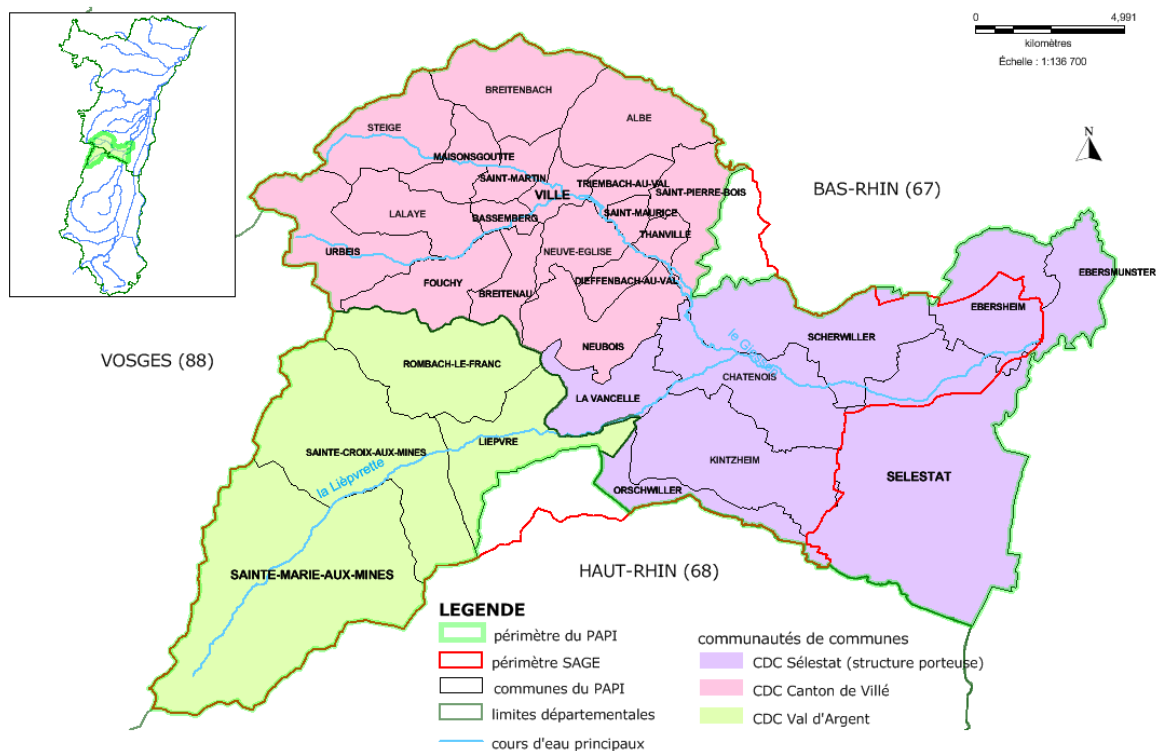 0 4,991
kilomètres
Échelle : 1:136 700
N
BREITENBACH
ALBE
STEIGE
MAISONSGOUTTE
SAINT-MARTIN
TRIEMBACH-AU-VAL
VILLE
SAINT-PIERRE-BOIS
BAS-RHIN (67)
LALAYE
BASSEMBERG
SAINT-MAURICE
THANVILLE
URBEIS
NEUVE-EGLISE
FOUCHY
DIEFFENBACH-AU-VAL
BREITENAU
EBERSMUNSTER
EBERSHEIM
le Giessen
SCHERWILLER
NEUBOIS
VOSGES (88)
ROMBACH-LE-FRANC
CHATENOIS
LA VANCELLE
LIEPVRE
SAINTE-CROIX-AUX-MINES
KINTZHEIM
SELESTAT
la Lièpvrette
ORSCHWILLER
SAINTE-MARIE-AUX-MINES
HAUT-RHIN (68)
LEGENDE
périmètre du PAPI
périmètre SAGE
communes du PAPI
limites départementales
cours d'eau principaux
communautés de communes
CDC Sélestat (structure porteuse)
CDC Canton de Villé
CDC Val d'Argent